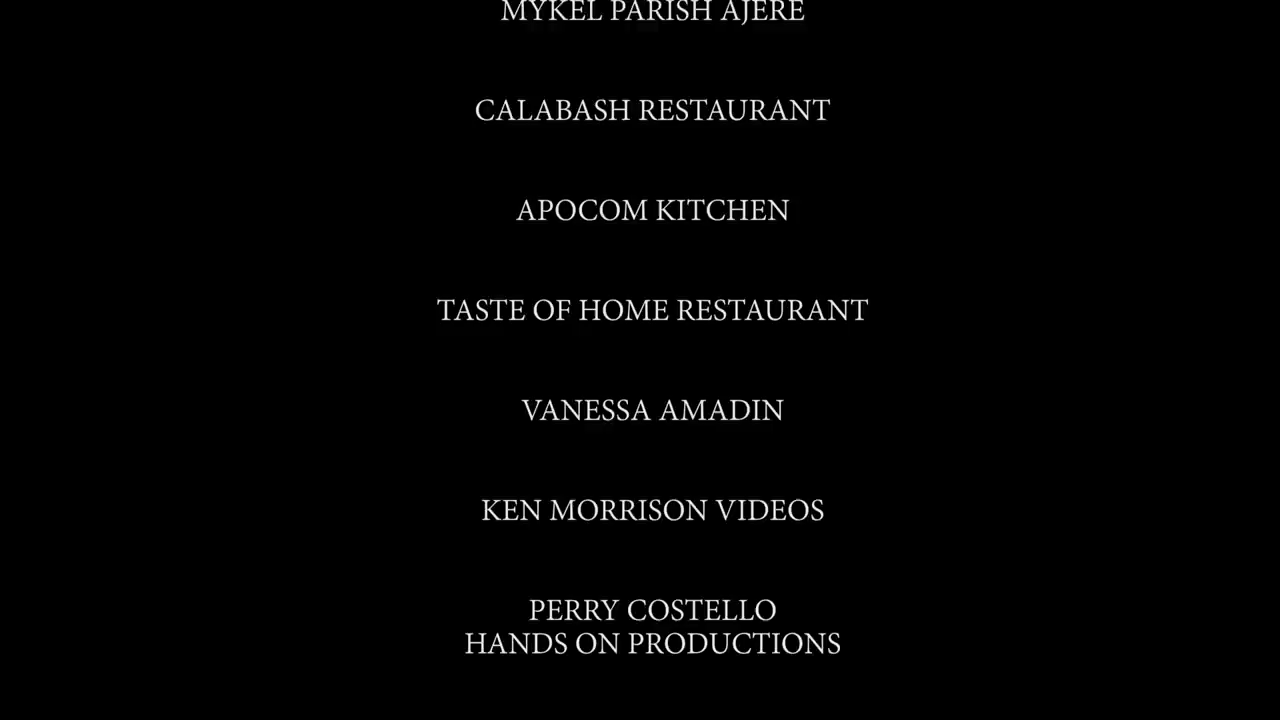 MYKEL PARISH AJERE
CALABASH RESTAURANT
APOCOM KITCHEN
TASTE OF HOME RESTAURANT
VANESSA AMADIN
KEN MORRISON VIDEOS
PERRY COSTELLO
HANDS ON PRODUCTIONS